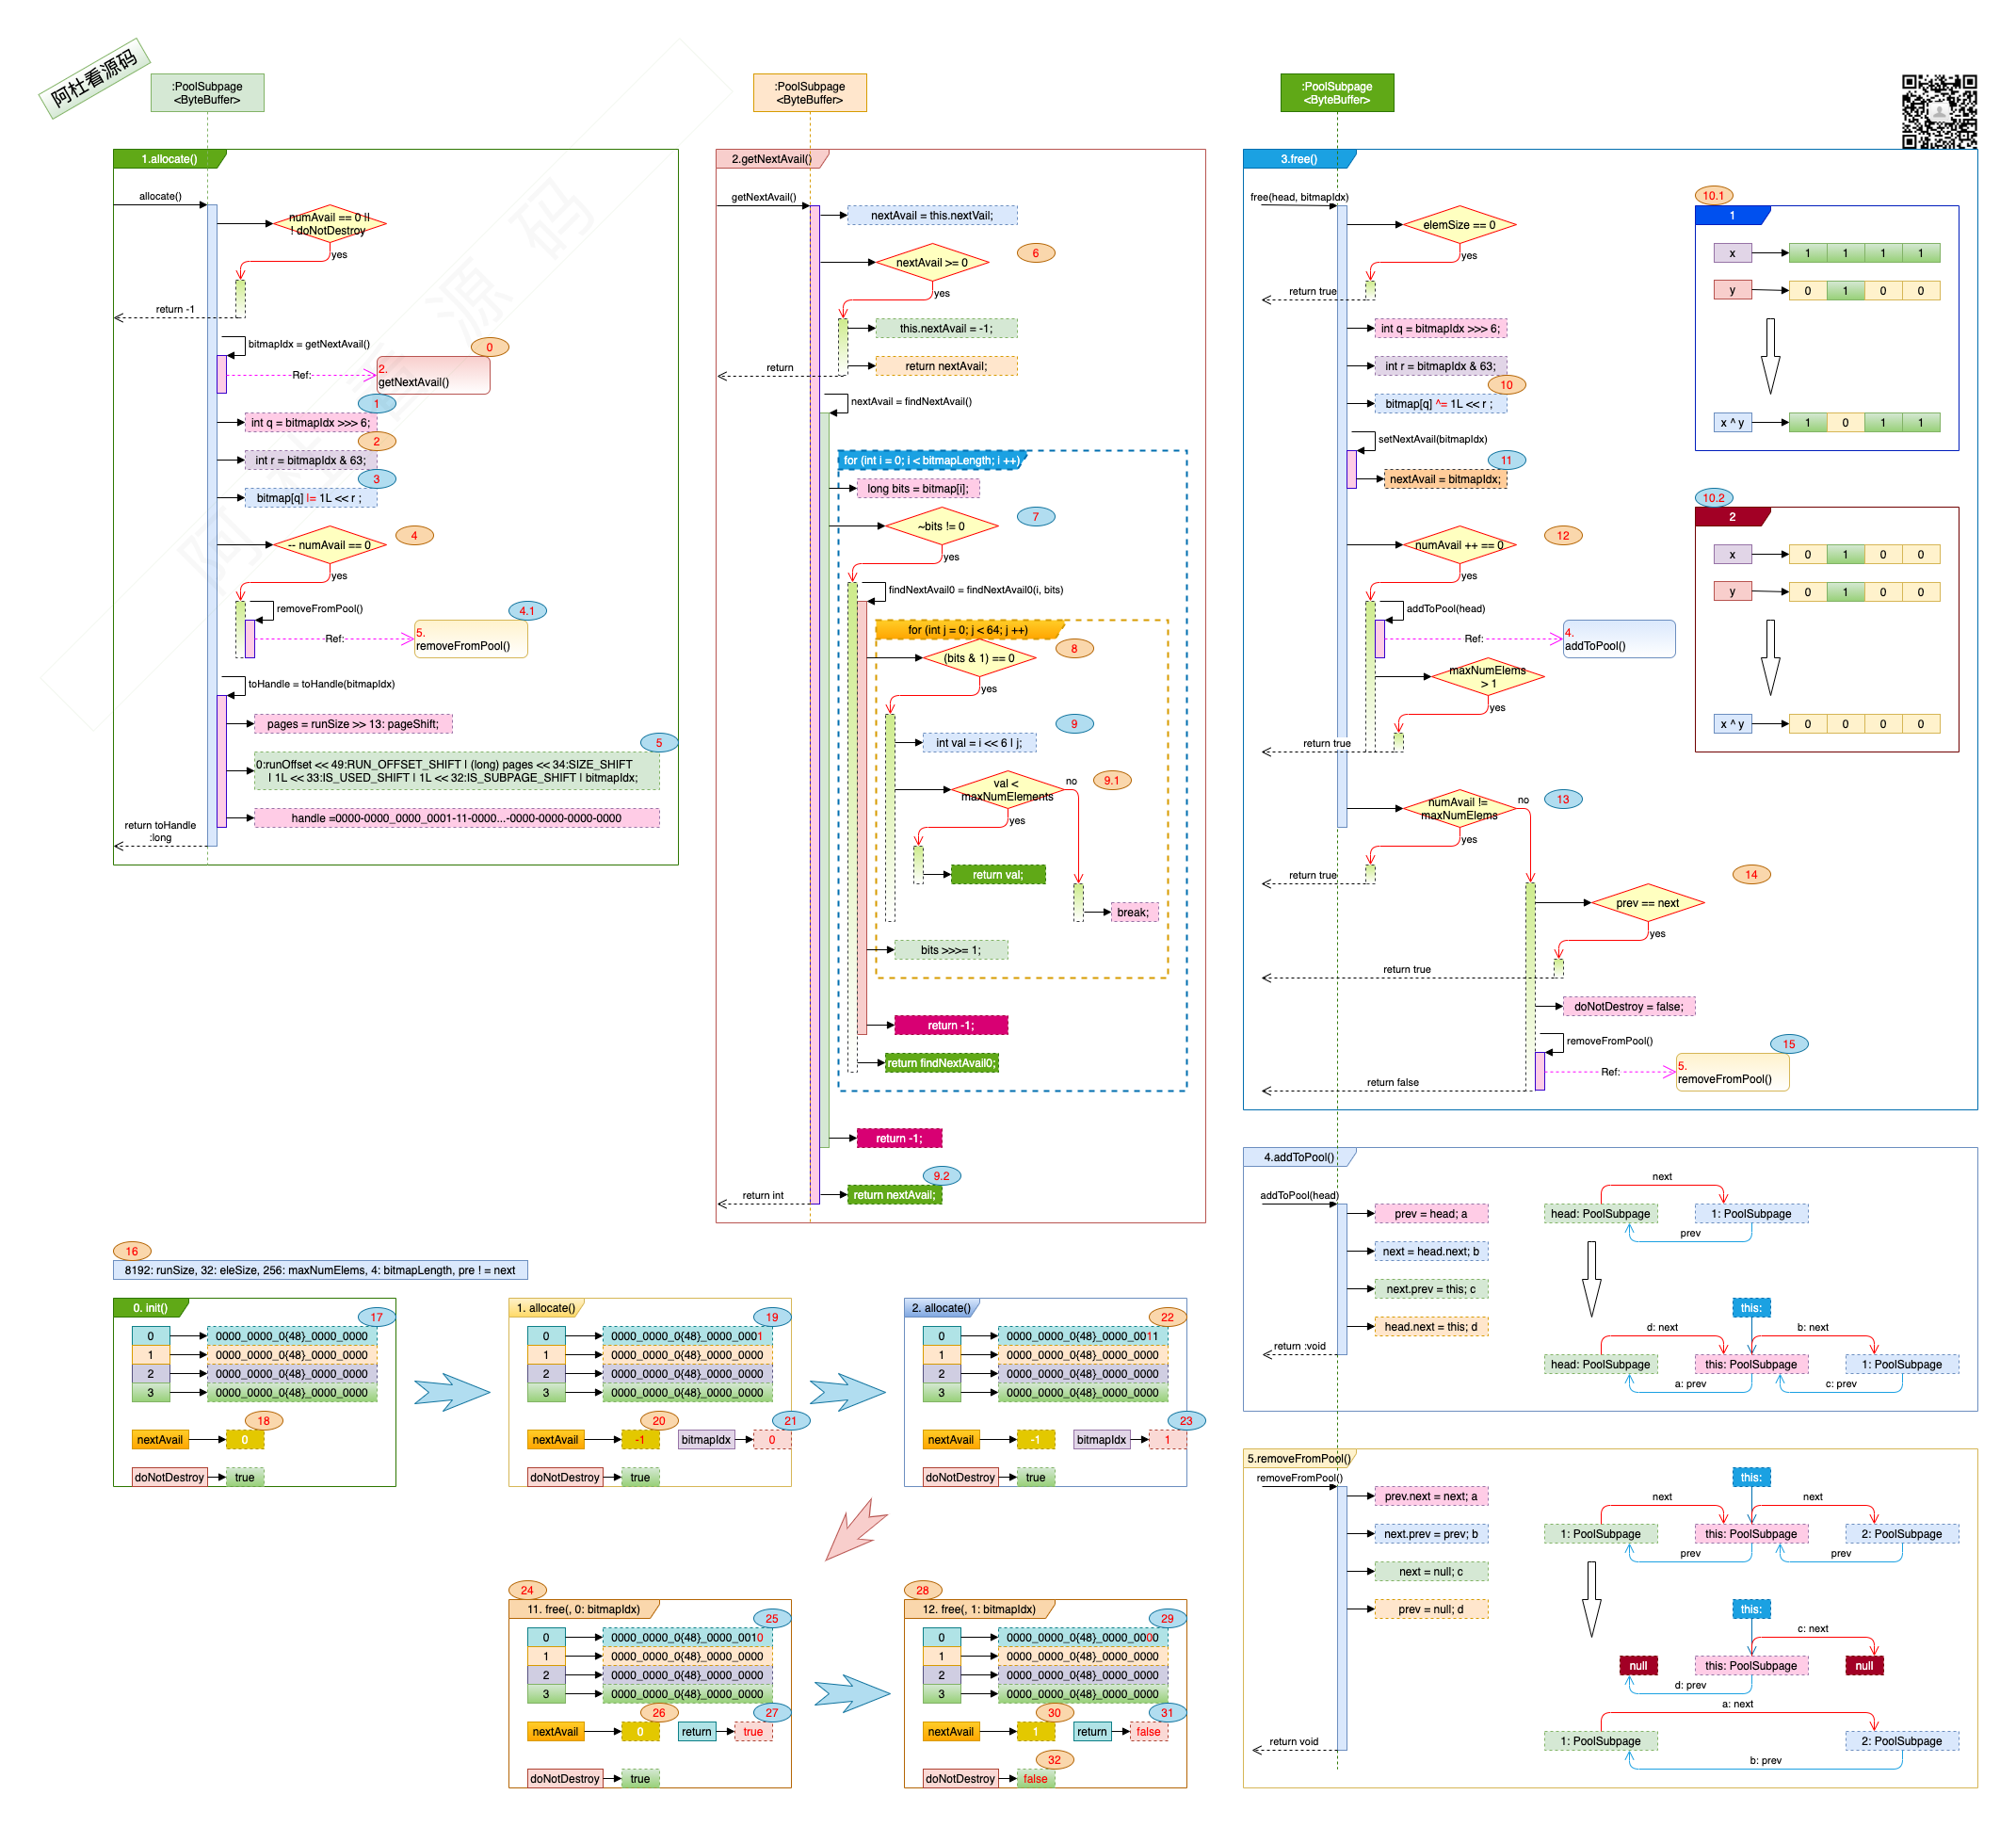 阿杜看源码
:PoolSubpage
<ByteBuffer>
1.allocate()
allocate()
numAvail == 0 ||
! doNotDestroy
yes
return -1
bitmapIdx = getNextAvail()
0
Ref:
2.
getNextAvail()
1
int q = bitmapIdx >>> 6;
2
int r = bitmapIdx & 63;
3
bitmap[q] |= 1L << r ;
4
-- numAvail == 0
yes
removeFromPool()
4.1
Ref:
5.
removeFromPool()
toHandle = toHandle(bitmapIdx)
pages = runSize >> 13: pageShift;
5
0:runOffset << 49:RUN_OFFSET_SHIFT | (long) pages << 34:SIZE_SHIFT
| 1L << 33:IS_USED_SHIFT | 1L << 32:IS_SUBPAGE_SHIFT | bitmapIdx;
handle =0000-0000_0000_0001-11-0000...-0000-0000-0000-0000
return toHandle
:long
:PoolSubpage
<ByteBuffer>
2.getNextAvail()
getNextAvail()
nextAvail = this.nextVail;
6
nextAvail >= 0
yes
this.nextAvail = -1;
return nextAvail;
return
nextAvail = findNextAvail()
for (int i = 0; i < bitmapLength; i ++)
long bits = bitmap[i];
7
~bits != 0
yes
findNextAvail0 = findNextAvail0(i, bits)
for (int j = 0; j < 64; j ++)
8
(bits & 1) == 0
yes
9
int val = i << 6 | j;
9.1
val <
maxNumElements
no
yes
return val;
break;
bits >>>= 1;
return -1;
return findNextAvail0;
return -1;
9.2
return nextAvail;
return int
:PoolSubpage
<ByteBuffer>
3.free()
free(head, bitmapIdx)
elemSize == 0
yes
return true
int q = bitmapIdx >>> 6;
int r = bitmapIdx & 63;
10
bitmap[q] ^= 1L << r ;
setNextAvail(bitmapIdx)
11
nextAvail = bitmapIdx;
12
numAvail ++ == 0
yes
addToPool(head)
Ref:
4.
addToPool()
maxNumElems
> 1
yes
return true
13
numAvail !=
maxNumElems
no
yes
return true
14
prev == next
yes
return true
doNotDestroy = false;
removeFromPool()
15
Ref:
5.
removeFromPool()
return false
10.1
1
x 1 1 1 1
y 0 1 0 0
x ^ y 1 0 1 1
10.2
2
x 0 1 0 0
y 0 1 0 0
x ^ y 0 0 0 0
4.addToPool()
addToPool(head)
prev = head; a
next = head.next; b
next.prev = this; c
head.next = this; d
return :void
next
head: PoolSubpage
1: PoolSubpage
prev
this:
d: next
b: next
head: PoolSubpage
this: PoolSubpage
1: PoolSubpage
a: prev
c: prev
5.removeFromPool()
removeFromPool()
prev.next = next; a
next.prev = prev; b
next = null; c
prev = null; d
return void
this:
next
next
1: PoolSubpage
this: PoolSubpage
2: PoolSubpage
prev
prev
this:
c: next
null
this: PoolSubpage
null
d: prev
a: next
1: PoolSubpage
2: PoolSubpage
b: prev
16
8192: runSize, 32: eleSize, 256: maxNumElems, 4: bitmapLength, pre ! = next
0. init()
17
0 0000_0000_0{48}_0000_0000
1 0000_0000_0{48}_0000_0000
2 0000_0000_0{48}_0000_0000
3 0000_0000_0{48}_0000_0000
18
nextAvail 0
doNotDestroy true
1. allocate()
19
0 0000_0000_0{48}_0000_0001
1 0000_0000_0{48}_0000_0000
2 0000_0000_0{48}_0000_0000
3 0000_0000_0{48}_0000_0000
20 21
nextAvail -1 bitmapIdx 0
doNotDestroy true
2. allocate()
22
0 0000_0000_0{48}_0000_0011
1 0000_0000_0{48}_0000_0000
2 0000_0000_0{48}_0000_0000
3 0000_0000_0{48}_0000_0000
23
nextAvail -1 bitmapIdx 1
doNotDestroy true
24
11. free(, 0: bitmapIdx)
25
0 0000_0000_0{48}_0000_0010
1 0000_0000_0{48}_0000_0000
2 0000_0000_0{48}_0000_0000
3 0000_0000_0{48}_0000_0000
26 27
nextAvail 0 return true
doNotDestroy true
28
12. free(, 1: bitmapIdx)
29
0 0000_0000_0{48}_0000_0000
1 0000_0000_0{48}_0000_0000
2 0000_0000_0{48}_0000_0000
3 0000_0000_0{48}_0000_0000
30 31
nextAvail 1 return false
32
doNotDestroy false